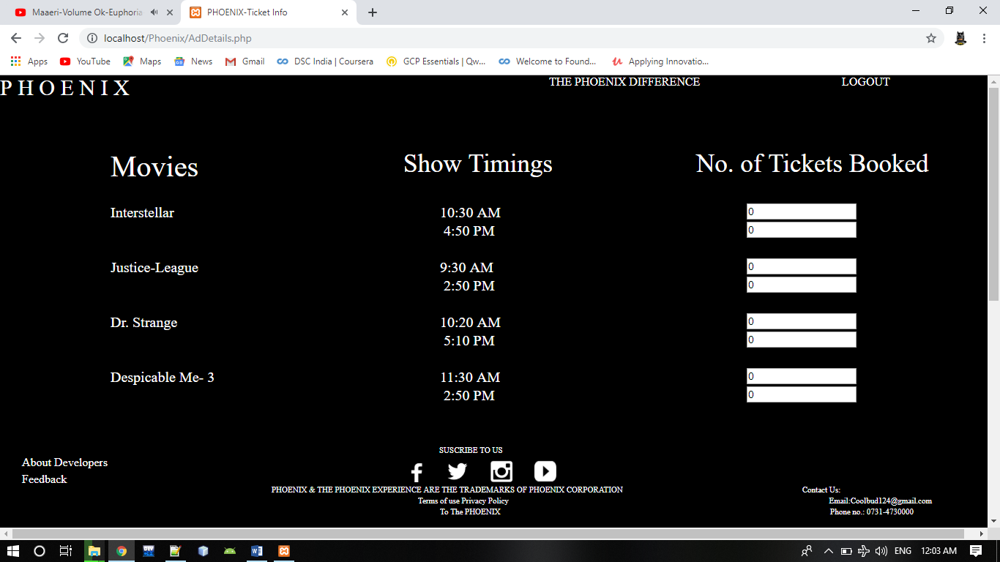 Maaeri-Volume Ok-Euphoria
PHOENIX-Ticket Info
localhost/Phoenix/AdDetails.php
Apps YouTube Maps News Gmail DSC India | Coursera GCP Essentials | Qw... Welcome to Found... Applying Innovatio...
PHOENIX THE PHOENIX DIFFERENCE LOGOUT
Movies Show Timings No. of Tickets Booked
Interstellar 10:30 AM 0
4:50 PM 0
Justice-League 9:30 AM 0
2:50 PM 0
Dr. Strange 10:20 AM 0
5:10 PM 0
Despicable Me- 3 11:30 AM 0
2:50 PM 0
SUSCRIBE TO US
About Developers
Feedback
PHOENIX & THE PHOENIX EXPERIENCE ARE THE TRADEMARKS OF PHOENIX CORPORATION
Terms of use Privacy Policy
To The PHOENIX
Contact Us:
Email:Coolbud124@gmail.com
Phone no.: 0731-4730000
ENG 12:03 AM